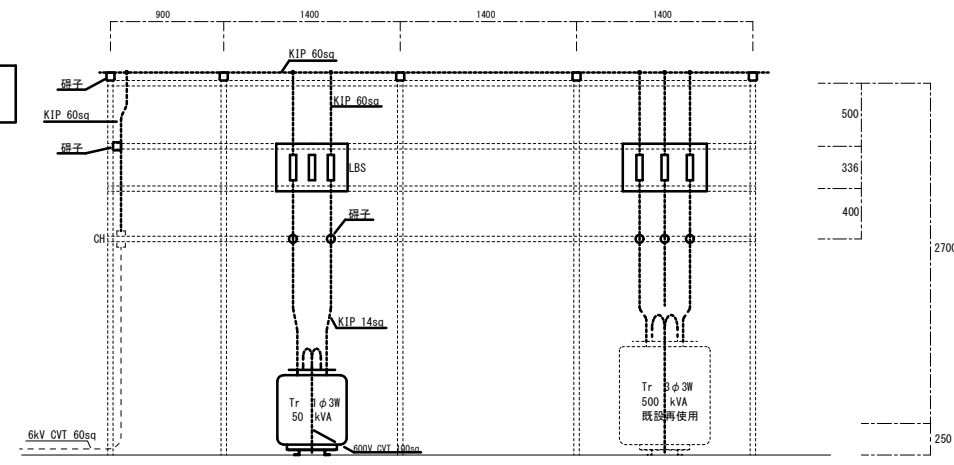 900
1400
1400
1400
KIP 60sq
碍子
KIP 60sq
KIP 60sq
碍子
LBS
碍子
CH
500
336
400
2700
KIP 14sq
Tr 1φ3W
50 kVA
Tr 3φ3W
500 kVA
既設再使用
6kV CVT 60sq
600V CVT 100sq
250